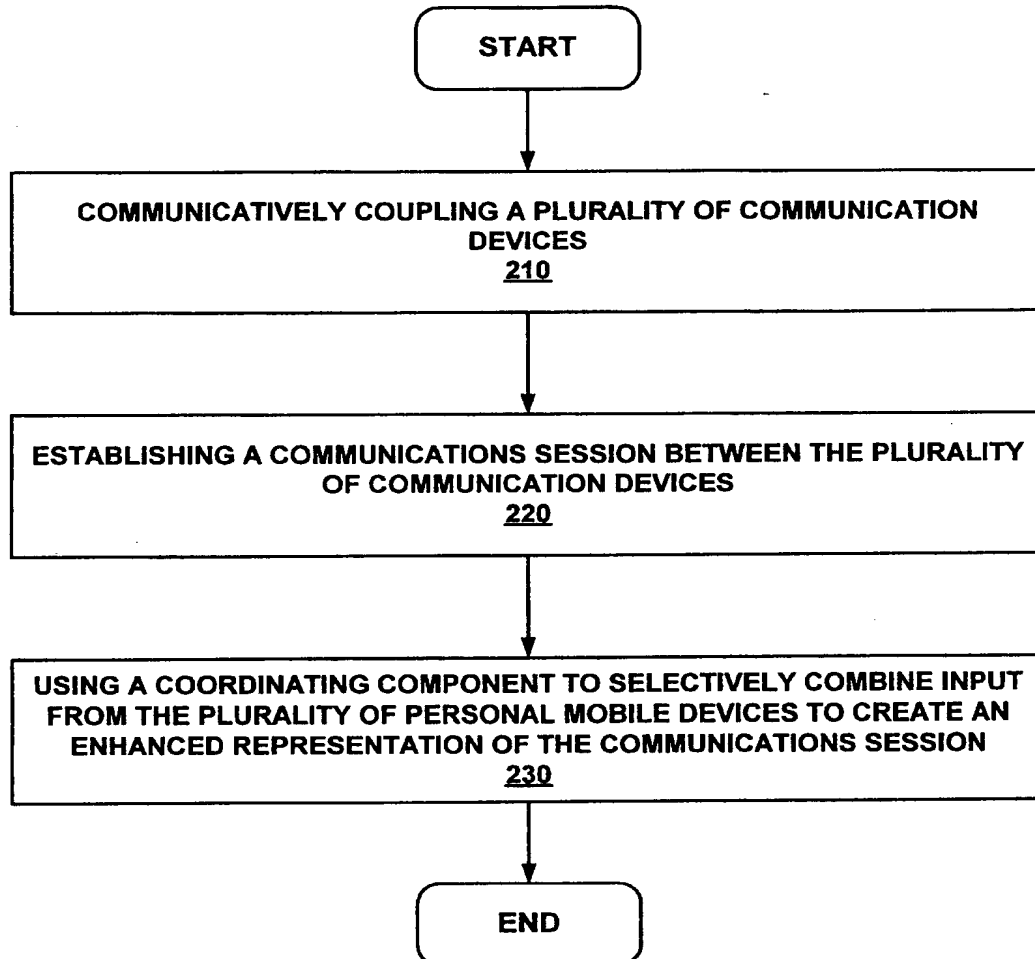 START
COMMUNICATIVELY COUPLING A PLURALITY OF COMMUNICATION
DEVICES
210
ESTABLISHING A COMMUNICATIONS SESSION BETWEEN THE PLURALITY
OF COMMUNICATION DEVICES
220
USING A COORDINATING COMPONENT TO SELECTIVELY COMBINE INPUT
FROM THE PLURALITY OF PERSONAL MOBILE DEVICES TO CREATE AN
ENHANCED REPRESENTATION OF THE COMMUNICATIONS SESSION
230
END